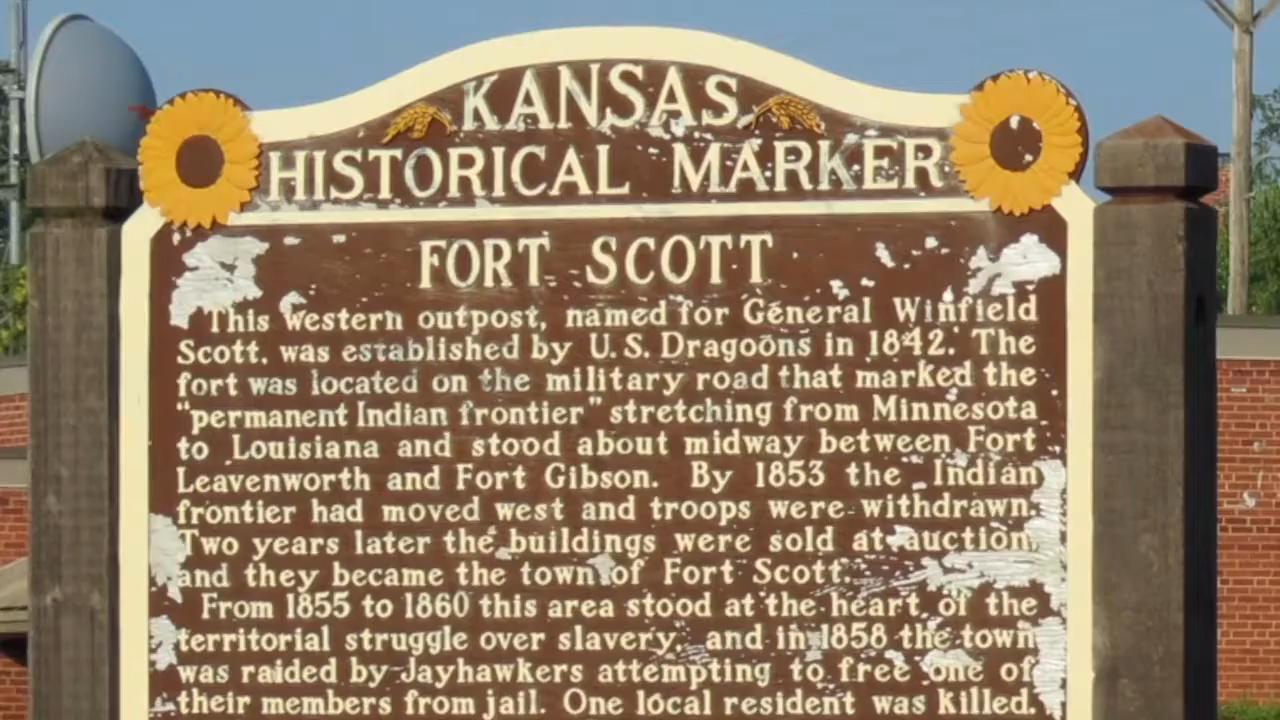 KANSAS
HISTORICAL MARKER
FORT SCOTT
This western outpost, named for General Winfield
Scott, was established by U.S. Dragoons in 1842. The
fort was located on the military road that marked the
"permanent Indian frontier" stretching from Minnesota
to Louisiana and stood about midway between Fort
Leavenworth and Fort Gibson. By 1853 the Indian
frontier had moved west and troops were withdrawn.
Two years later the buildings were sold at auction,
and they became the town of Fort Scott.
From 1855 to 1860 this area stood at the heart of the
territorial struggle over slavery, and in 1858 the town
was raided by Jayhawkers attempting to free one of
their members from jail. One local resident was killed.